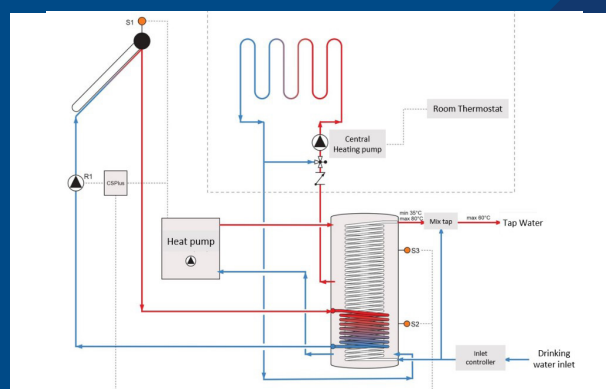 S1
Room Thermostat
Central
Heating pump
R1
CSPlus
Heat pump
min 35°C
max 80°C
Mix tap
max 60°C
Tap Water
S3
S2
Inlet
controller
Drinking
water inlet